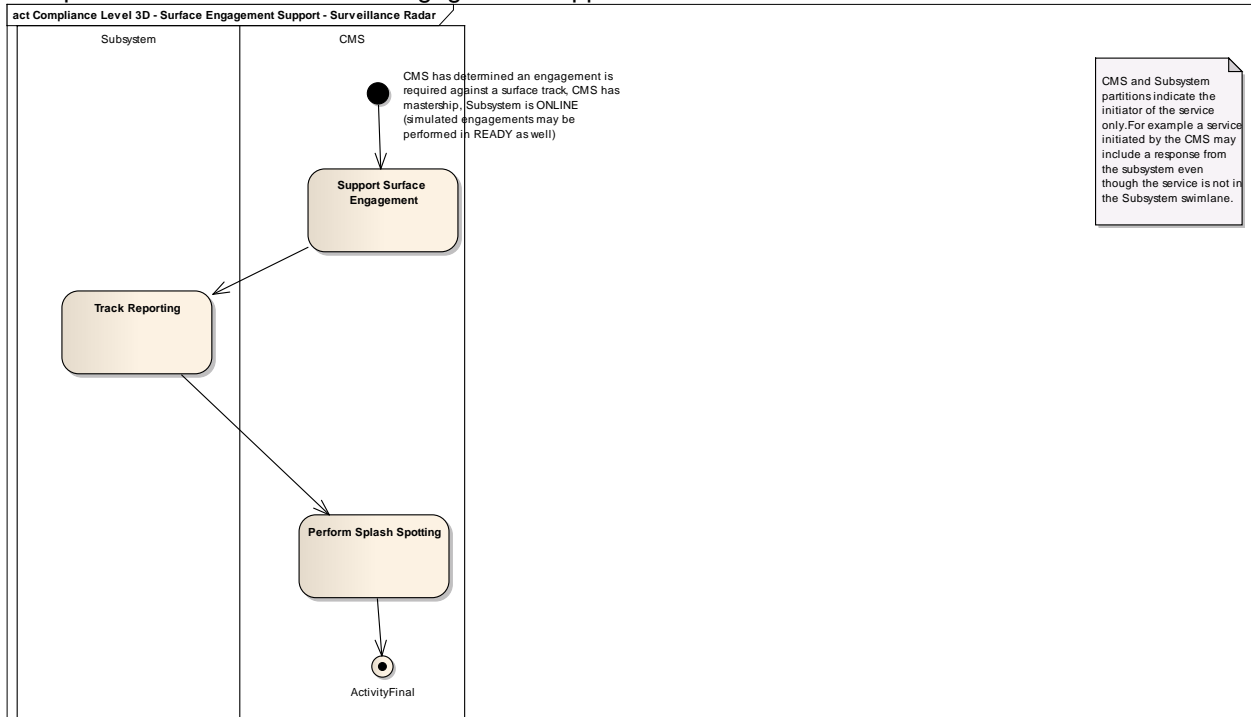 act Compliance Level 3D - Surface Engagement Support - Surveillance Radar
Subsystem
CMS
CMS has determined an engagement is
required against a surface track, CMS has
mastership, Subsystem is ONLINE
(simulated engagements may be
performed in READY as well)
CMS and Subsystem
partitions indicate the
initiator of the service
only.For example a service
initiated by the CMS may
include a response from
the subsystem even
though the service is not in
the Subsystem swimlane.
Support Surface
Engagement
Track Reporting
Perform Splash Spotting
ActivityFinal